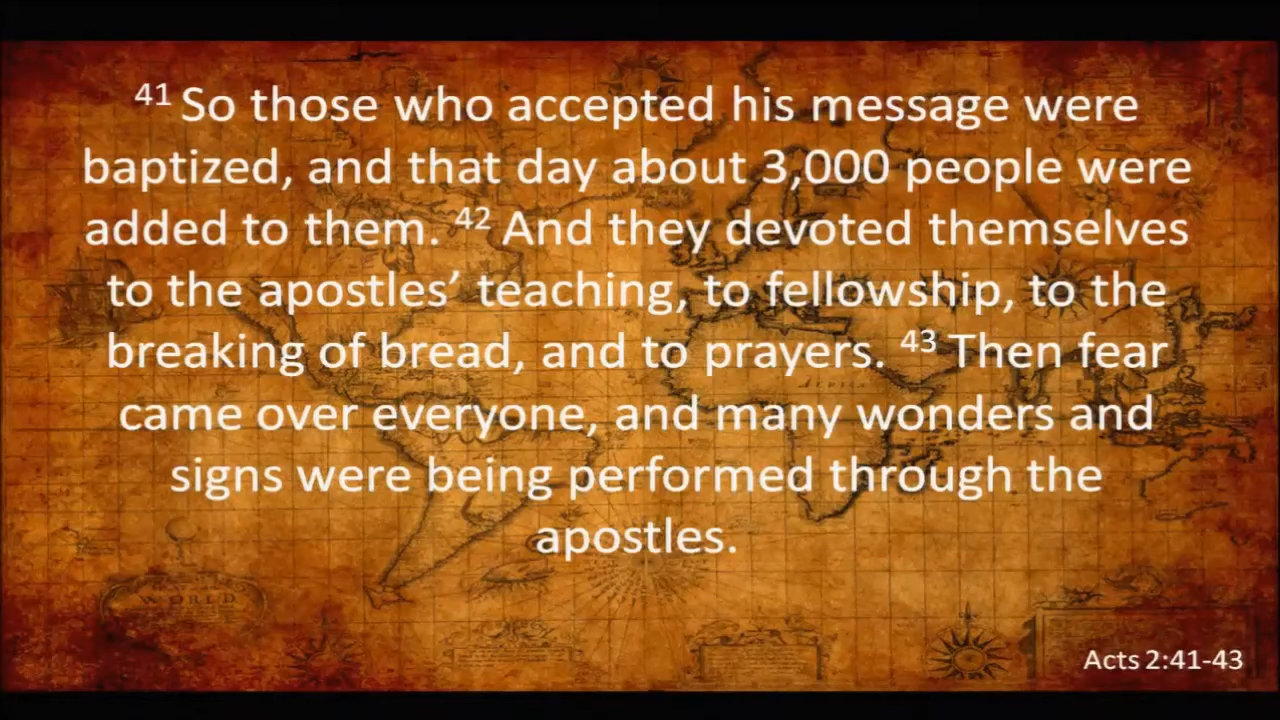 41 So those who accepted his message were
baptized, and that day about 3,000 people were
added to them. 42 And they devoted themselves
to the apostles’ teaching, to fellowship, to the
breaking of bread, and to prayers. 43 Then fear
came over everyone, and many wonders and
signs were being performed through the
apostles.
WORLD
Acts 2:41-43